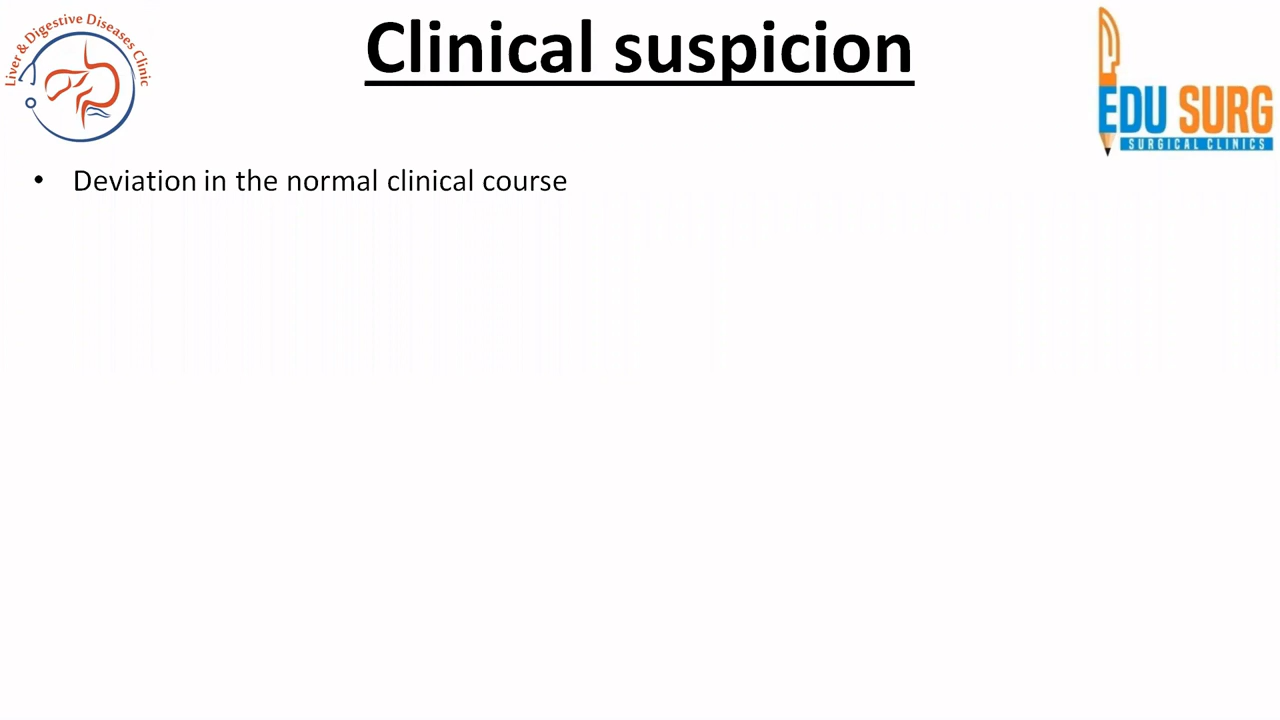 Liver & Digestive Diseases Clinic
Clinical suspicion
EDU SURG
SURGICAL CLINICS
• Deviation in the normal clinical course